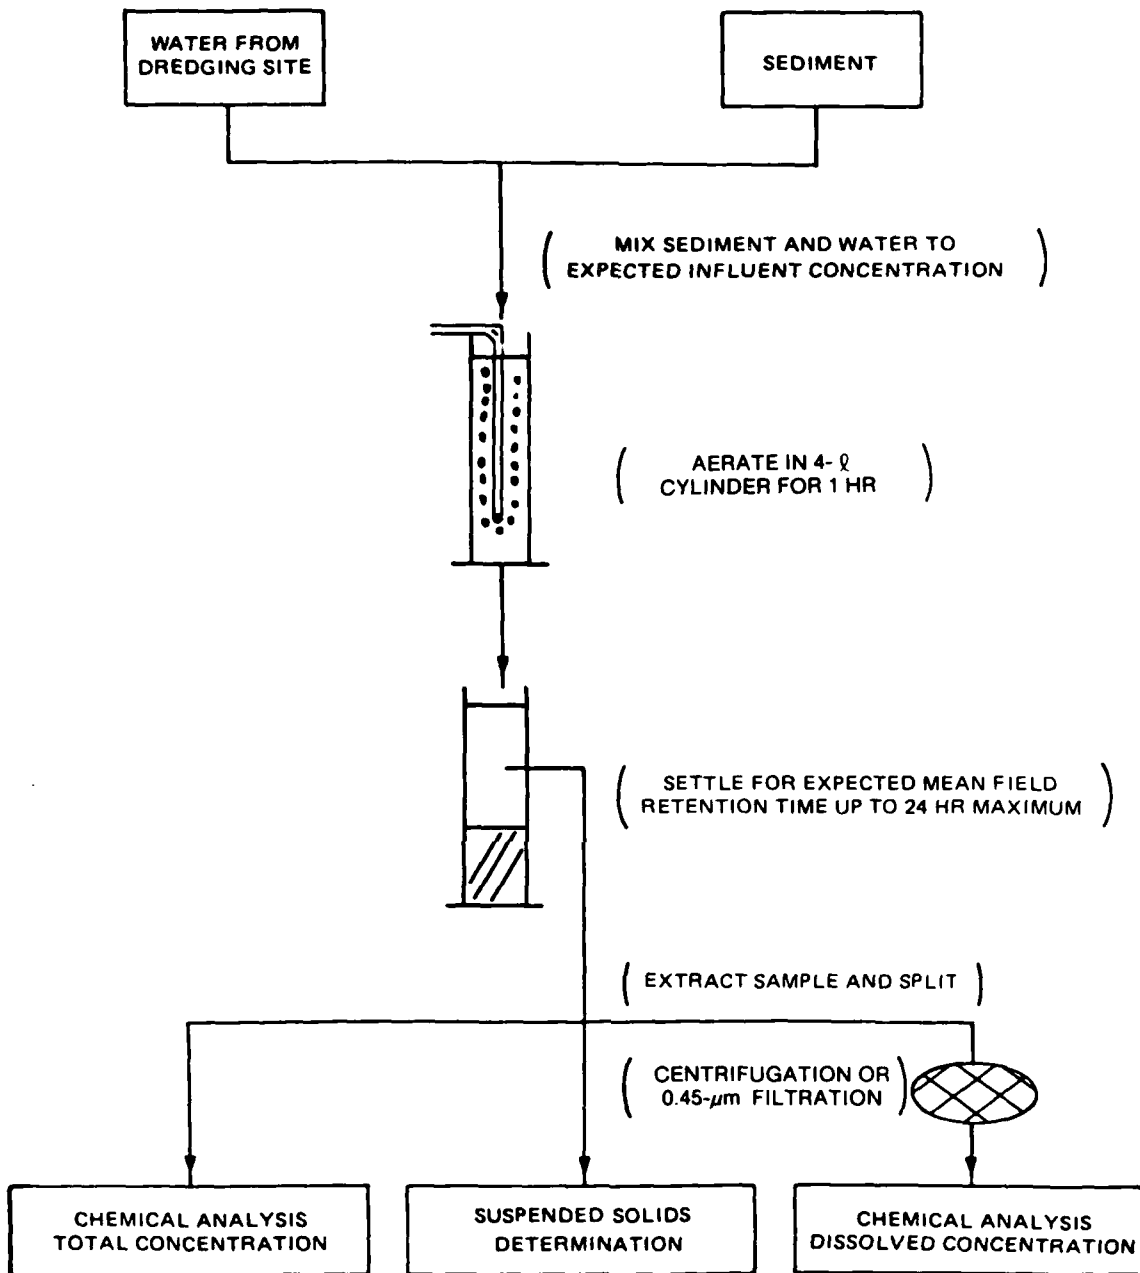 WATER FROM
DREDGING SITE
SEDIMENT
( MIX SEDIMENT AND WATER TO
EXPECTED INFLUENT CONCENTRATION )
( AERATE IN 4-ℓ
CYLINDER FOR 1 HR )
( SETTLE FOR EXPECTED MEAN FIELD
RETENTION TIME UP TO 24 HR MAXIMUM )
( EXTRACT SAMPLE AND SPLIT )
( CENTRIFUGATION OR
0.45-μm FILTRATION )
CHEMICAL ANALYSIS
TOTAL CONCENTRATION
SUSPENDED SOLIDS
DETERMINATION
CHEMICAL ANALYSIS
DISSOLVED CONCENTRATION